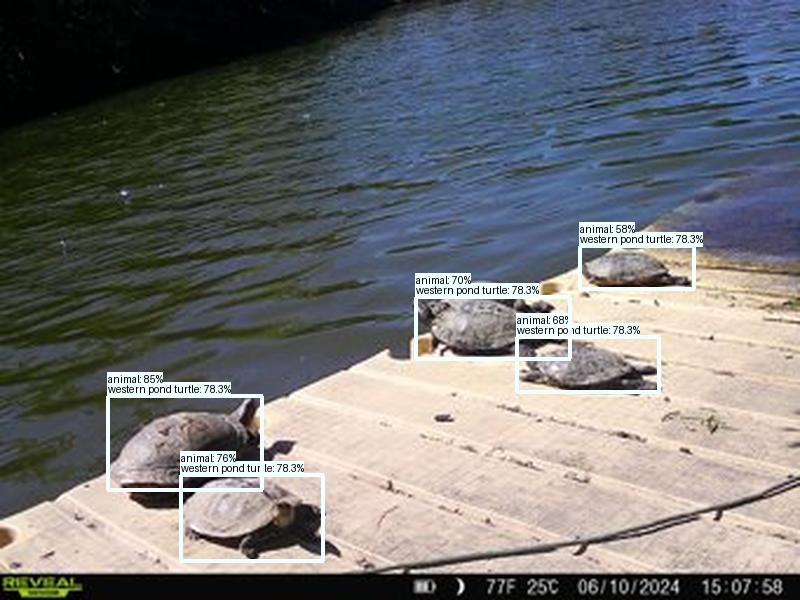 animal: 58%
western pond turtle: 78.3%
animal: 70%
western pond turtle: 78.3%
animal: 68%
western pond turtle: 78.3%
animal: 85%
western pond turtle: 78.3%
animal: 76%
western pond turtle: 78.3%
REVEAL
77F 25C 06/10/2024 15:07:58